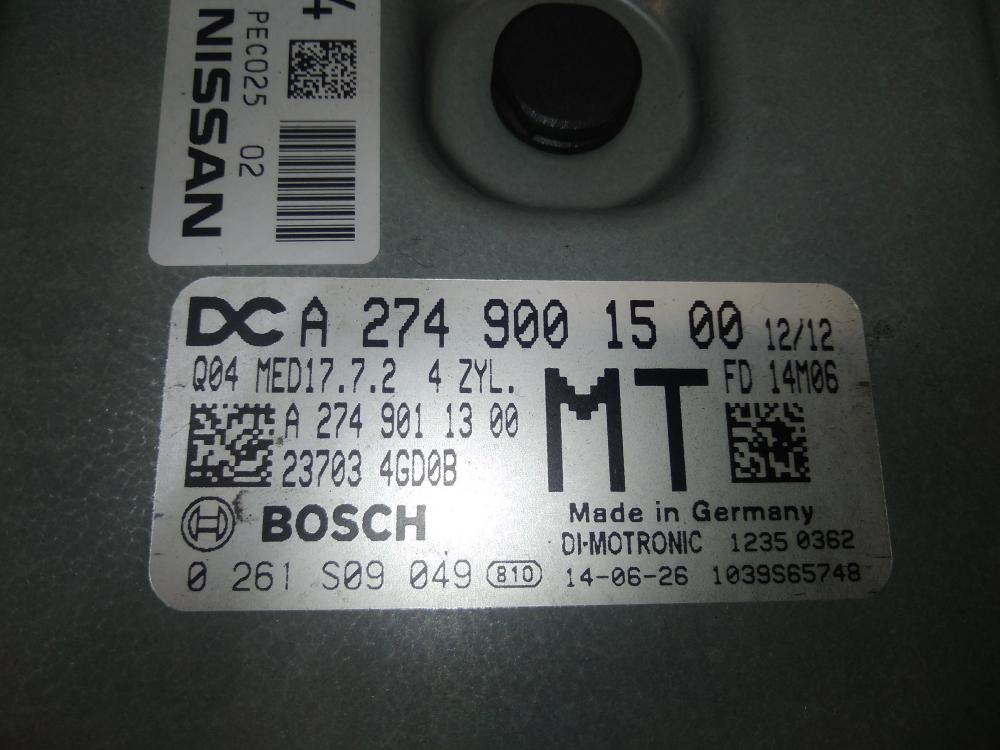 PEC025 02
NISSAN
DC A 274 900 15 00 12/12
Q04 MED17.7.2 4 ZYL. MT FD 14M06
A 274 901 13 00
23703 4GD0B
BOSCH Made in Germany
DI-MOTRONIC 1235 0362
0 261 S09 049 810 14-06-26 1039S65748